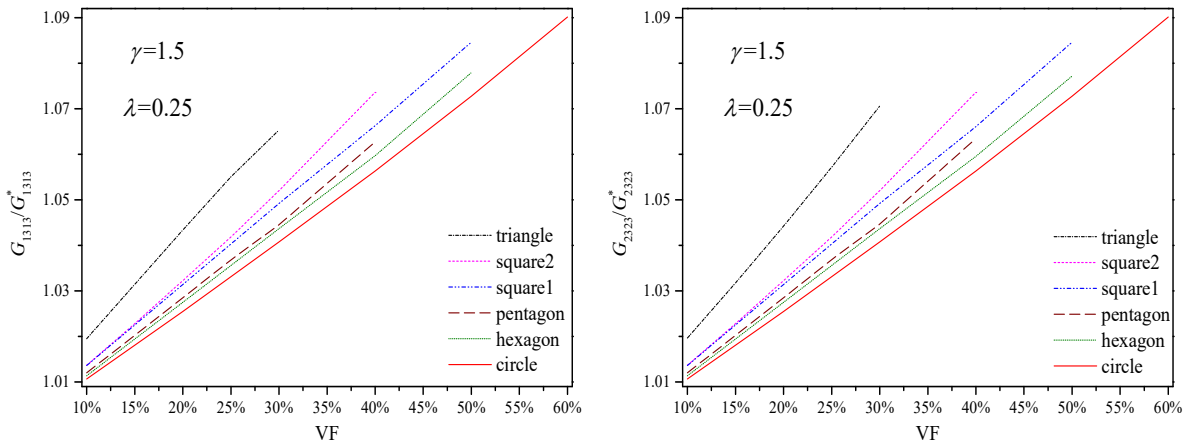 γ=1.5
λ=0.25
G1313/G*1313
1.09
1.07
1.05
1.03
1.01
triangle
square2
square1
pentagon
hexagon
circle
10% 15% 20% 25% 30% 35% 40% 45% 50% 55% 60%
VF
γ=1.5
λ=0.25
G2323/G*2323
1.09
1.07
1.05
1.03
1.01
triangle
square2
square1
pentagon
hexagon
circle
10% 15% 20% 25% 30% 35% 40% 45% 50% 55% 60%
VF